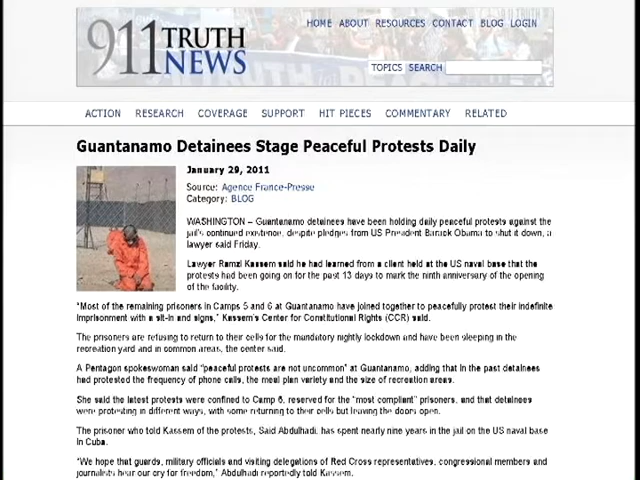 HOME ABOUT RESOURCES CONTACT BLOG LOGIN
911 TRUTH NEWS
TOPICS SEARCH
ACTION RESEARCH COVERAGE SUPPORT HIT PIECES COMMENTARY RELATED
Guantanamo Detainees Stage Peaceful Protests Daily
January 29, 2011
Source: Agence France-Presse
Category: BLOG
WASHINGTON – Guantanamo detainees have been holding daily peaceful protests against the
jail's continued existence, despite pledges from US President Barack Obama to shut it down, a
lawyer said Friday.
Lawyer Ramzi Kassem said he had learned from a client held at the US naval base that the
protests had been going on for the past 13 days to mark the ninth anniversary of the opening
of the facility.
"Most of the remaining prisoners in Camps 5 and 6 at Guantanamo have joined together to peacefully protest their indefinite
imprisonment with a sit-in and signs," Kassem's Center for Constitutional Rights (CCR) said.
The prisoners are refusing to return to their cells for the mandatory nightly lockdown and have been sleeping in the
recreation yard and in common areas, the center said.
A Pentagon spokeswoman said "peaceful protests are not uncommon" at Guantanamo, adding that in the past detainees
had protested the frequency of phone calls, the meal plan variety and the size of recreation areas.
She said the latest protests were confined to Camp 6, reserved for the "most compliant" prisoners, and that detainees
were protesting in different ways, with some returning to their cells but leaving the doors open.
The prisoner who told Kassem of the protests, Said Abdulhadi, has spent nearly nine years in the jail on the US naval base
in Cuba.
"We hope that guards, military officials and visiting delegations of Red Cross representatives, congressional members and
journalists hear our cry for freedom," Abdulhadi reportedly told Kassem.